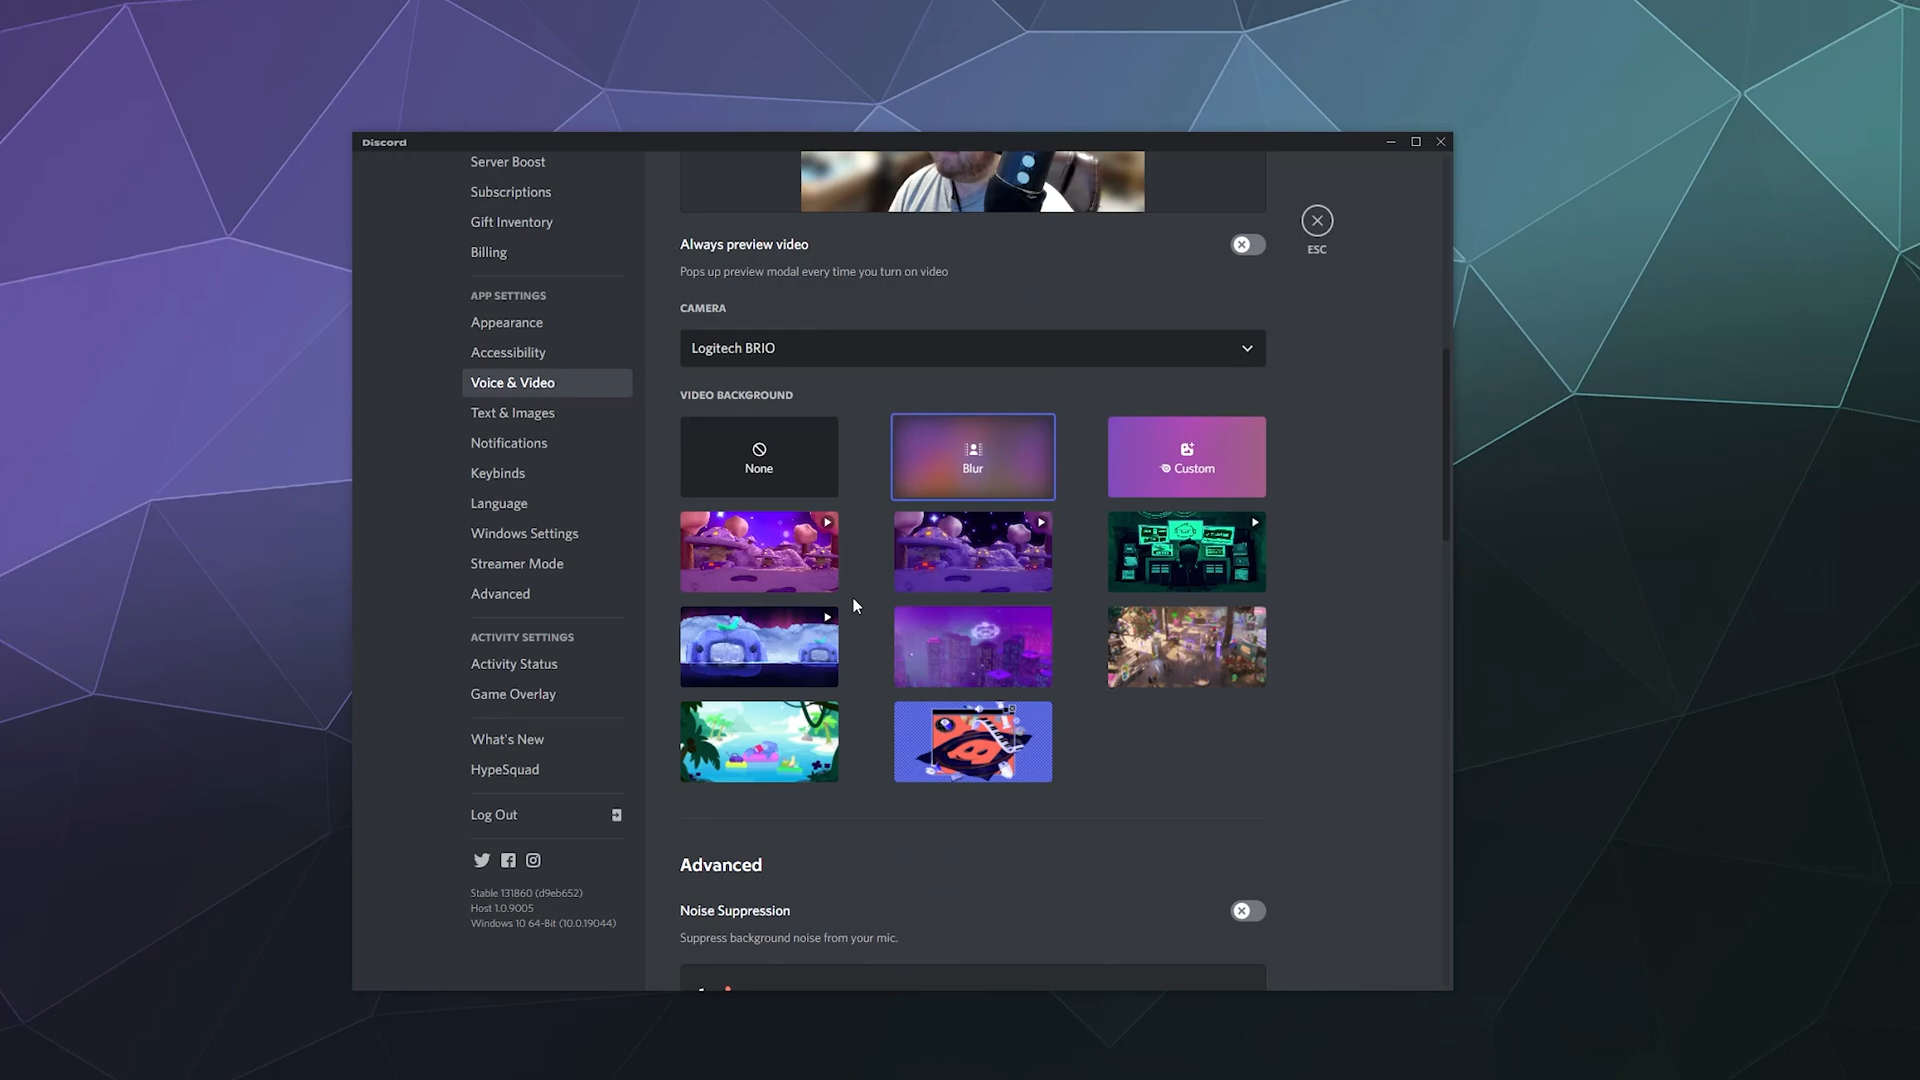 Discord
Server Boost
Subscriptions
Gift Inventory
Billing
APP SETTINGS
Appearance
Accessibility
Voice & Video
Text & Images
Notifications
Keybinds
Language
Windows Settings
Streamer Mode
Advanced
ACTIVITY SETTINGS
Activity Status
Game Overlay
What's New
HypeSquad
Log Out
Stable 131860 (d9eb652)
Host 1.0.9005
Windows 10 64-Bit (10.0.19044)
Always preview video
Pops up preview modal every time you turn on video
CAMERA
Logitech BRIO
VIDEO BACKGROUND
None
Blur
Custom
Advanced
Noise Suppression
Suppress background noise from your mic.
ESC